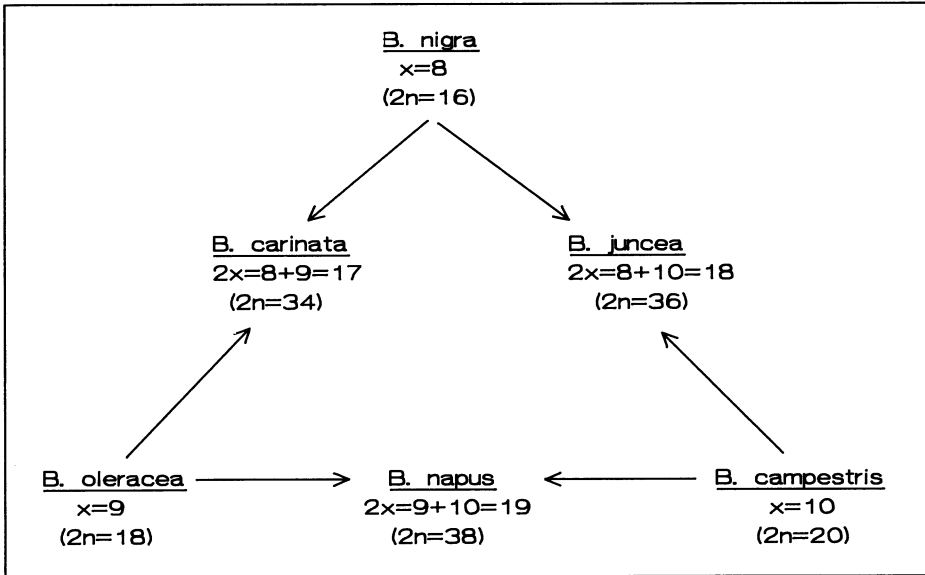 B. nigra
x=8
(2n=16)
B. carinata
2x=8+9=17
(2n=34)
B. juncea
2x=8+10=18
(2n=36)
B. oleracea
x=9
(2n=18)
B. napus
2x=9+10=19
(2n=38)
B. campestris
x=10
(2n=20)